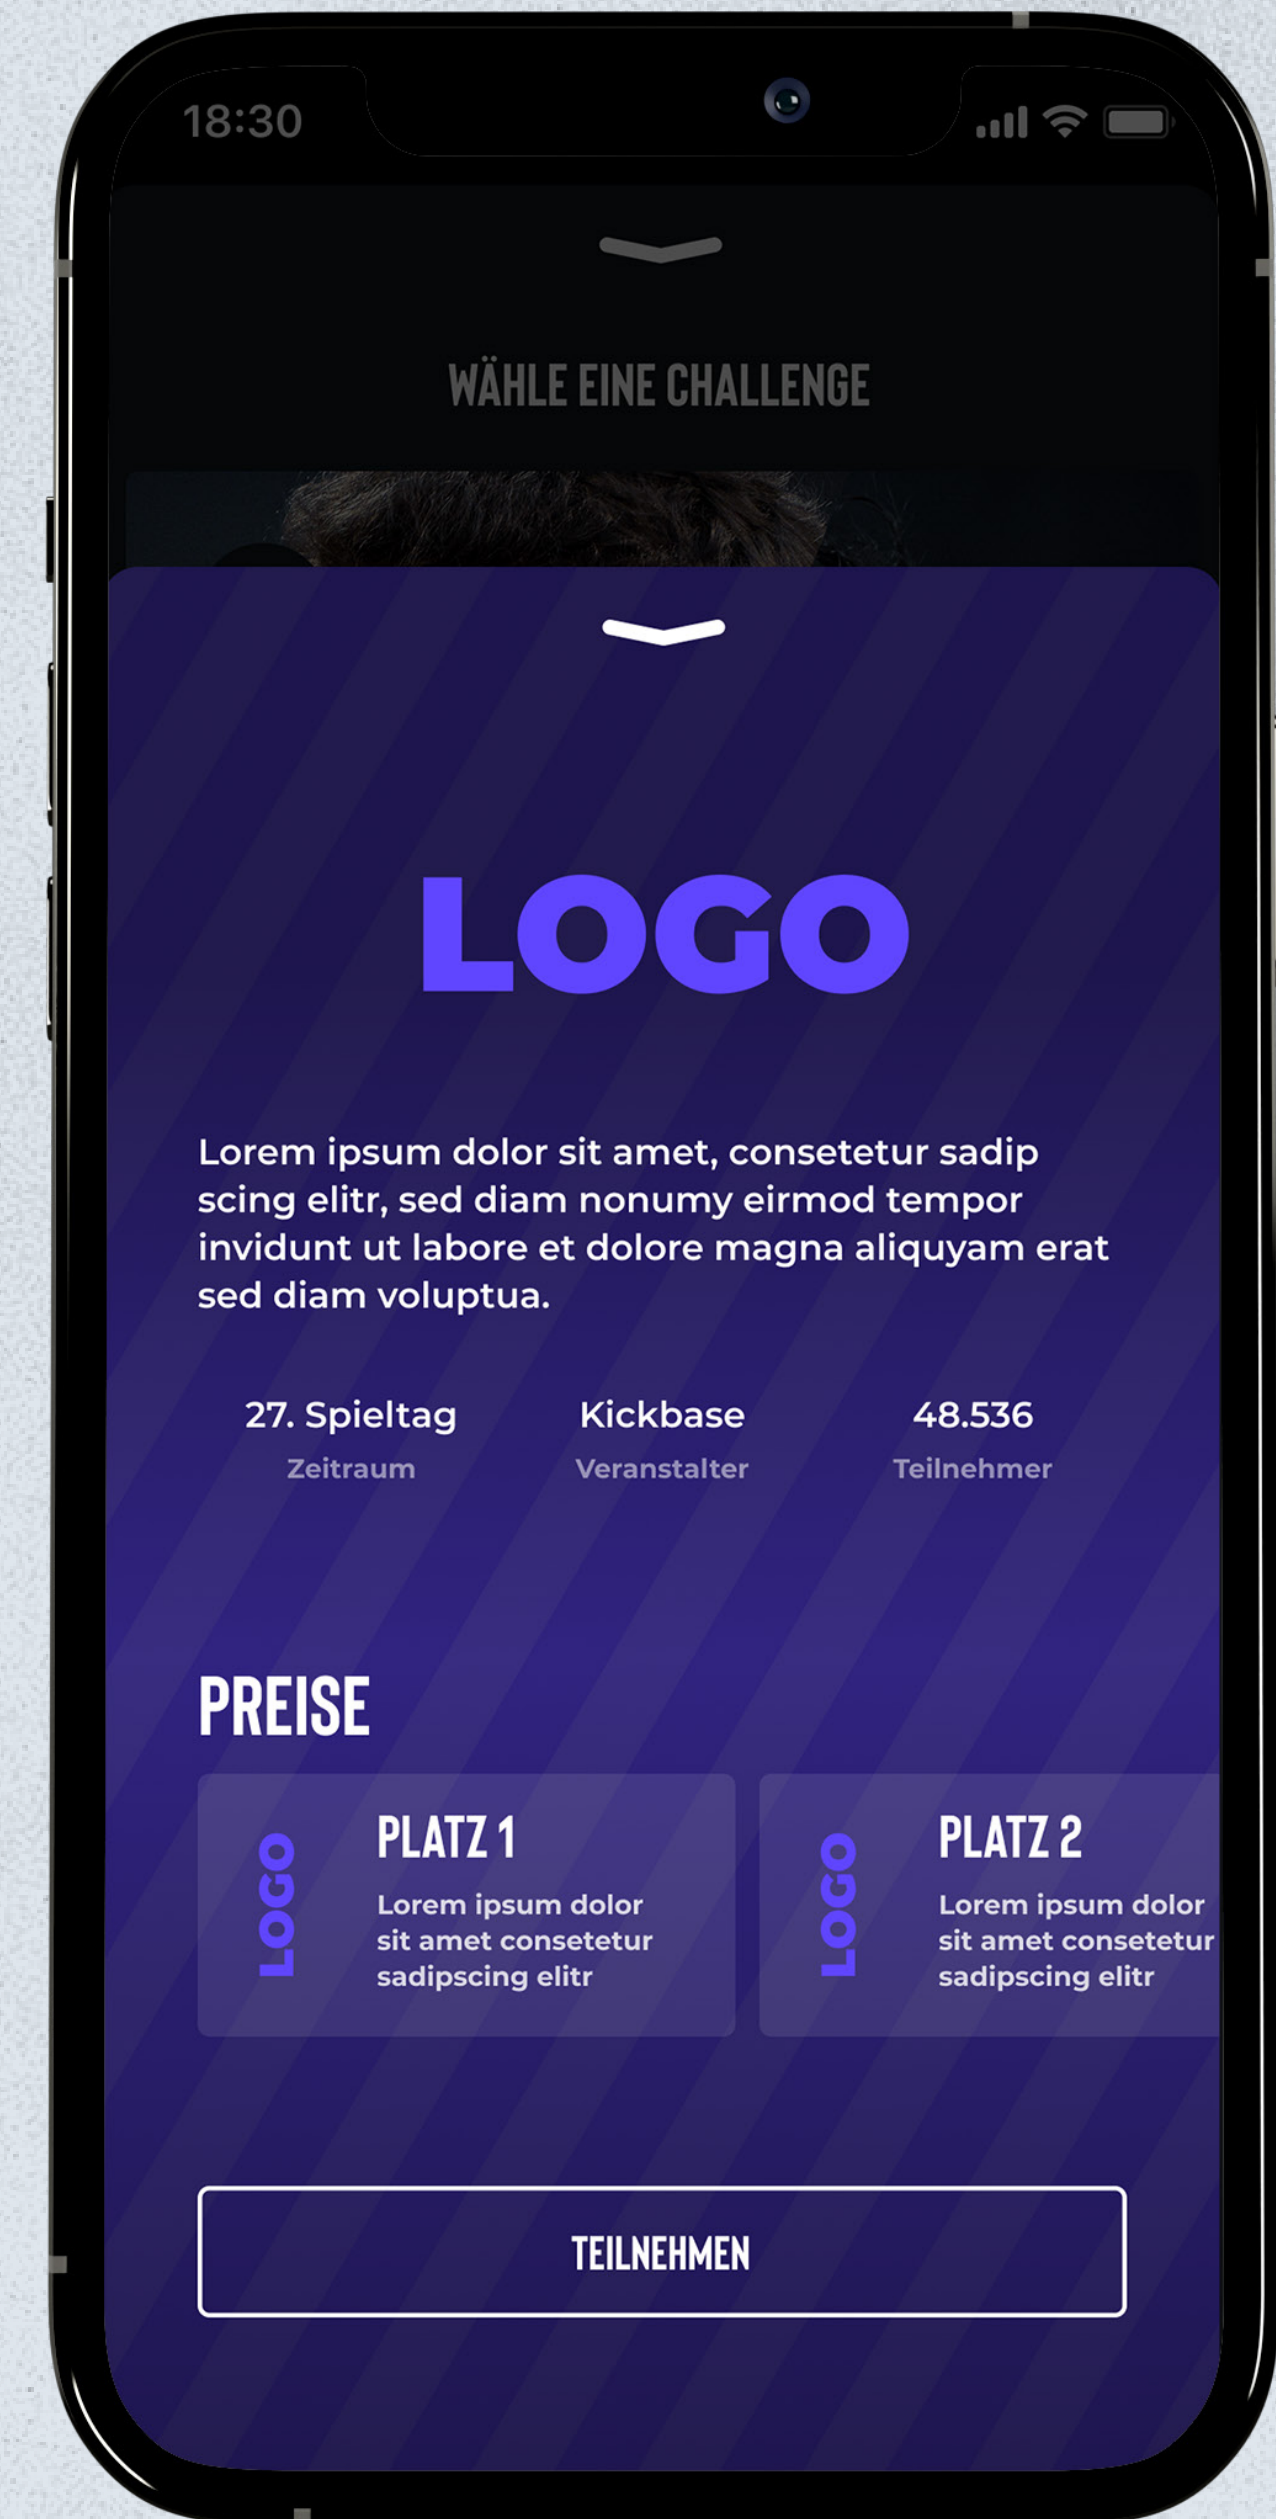 18:30
WÄHLE EINE CHALLENGE
LOGO
Lorem ipsum dolor sit amet, consetetur sadip
scing elitr, sed diam nonumy eirmod tempor
invidunt ut labore et dolore magna aliquyam erat
sed diam voluptua.
27. Spieltag
Zeitraum
Kickbase
Veranstalter
48.536
Teilnehmer
PREISE
LOGO
PLATZ 1
Lorem ipsum dolor
sit amet consetetur
sadipscing elitr
LOGO
PLATZ 2
Lorem ipsum dolor
sit amet consetetur
sadipscing elitr
TEILNEHMEN